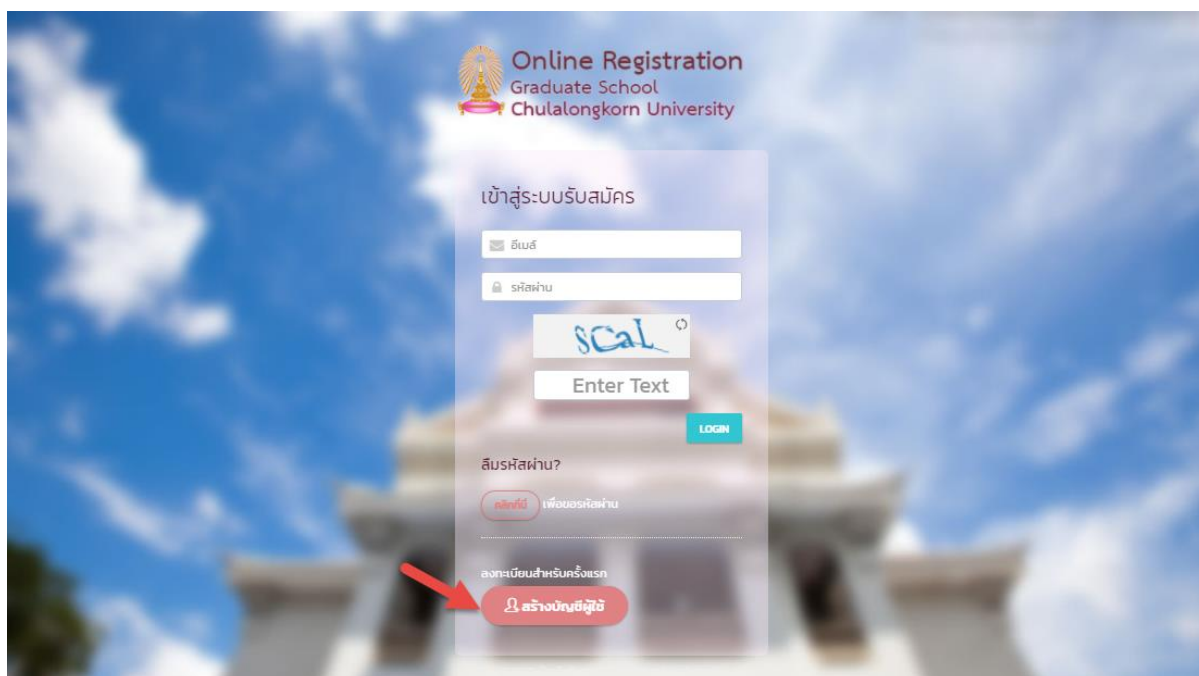 Online Registration
Graduate School
Chulalongkorn University
เข้าสู่ระบบรับสมัคร
อีเมล์
รหัสผ่าน
sCaL
Enter Text
LOGIN
ลืมรหัสผ่าน?
คลิกที่นี่ เพื่อขอรหัสผ่าน
ลงทะเบียนสำหรับครั้งแรก
สร้างบัญชีผู้ใช้